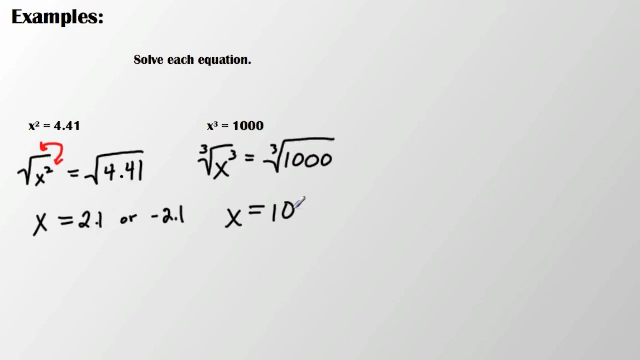 Examples:
Solve each equation.
x² = 4.41
x³ = 1000
√x² = √4.41
∛x³ = ∛1000
x = 2.1 or -2.1
x = 10